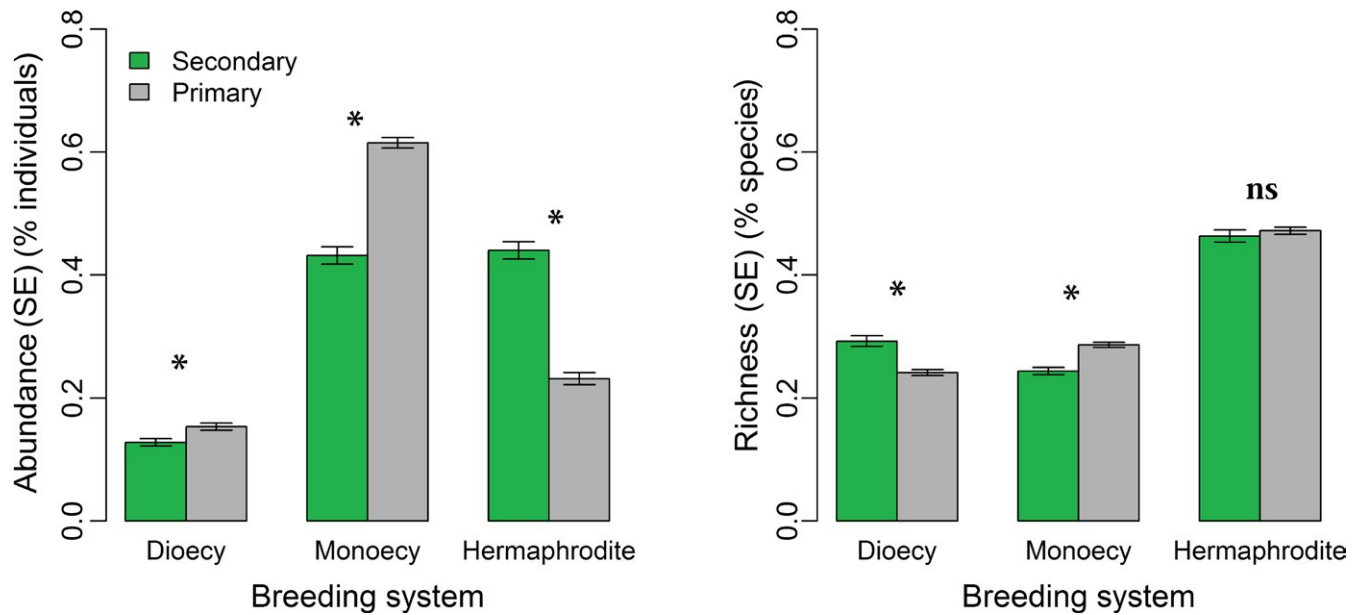 Abundance (SE) (% individuals)
0.8
0.6
0.4
0.2
0.0
Secondary
Primary
*
*
*
Dioecy Monoecy Hermaphrodite
Breeding system
Richness (SE) (% species)
0.8
0.6
0.4
0.2
0.0
*
*
ns
Dioecy Monoecy Hermaphrodite
Breeding system